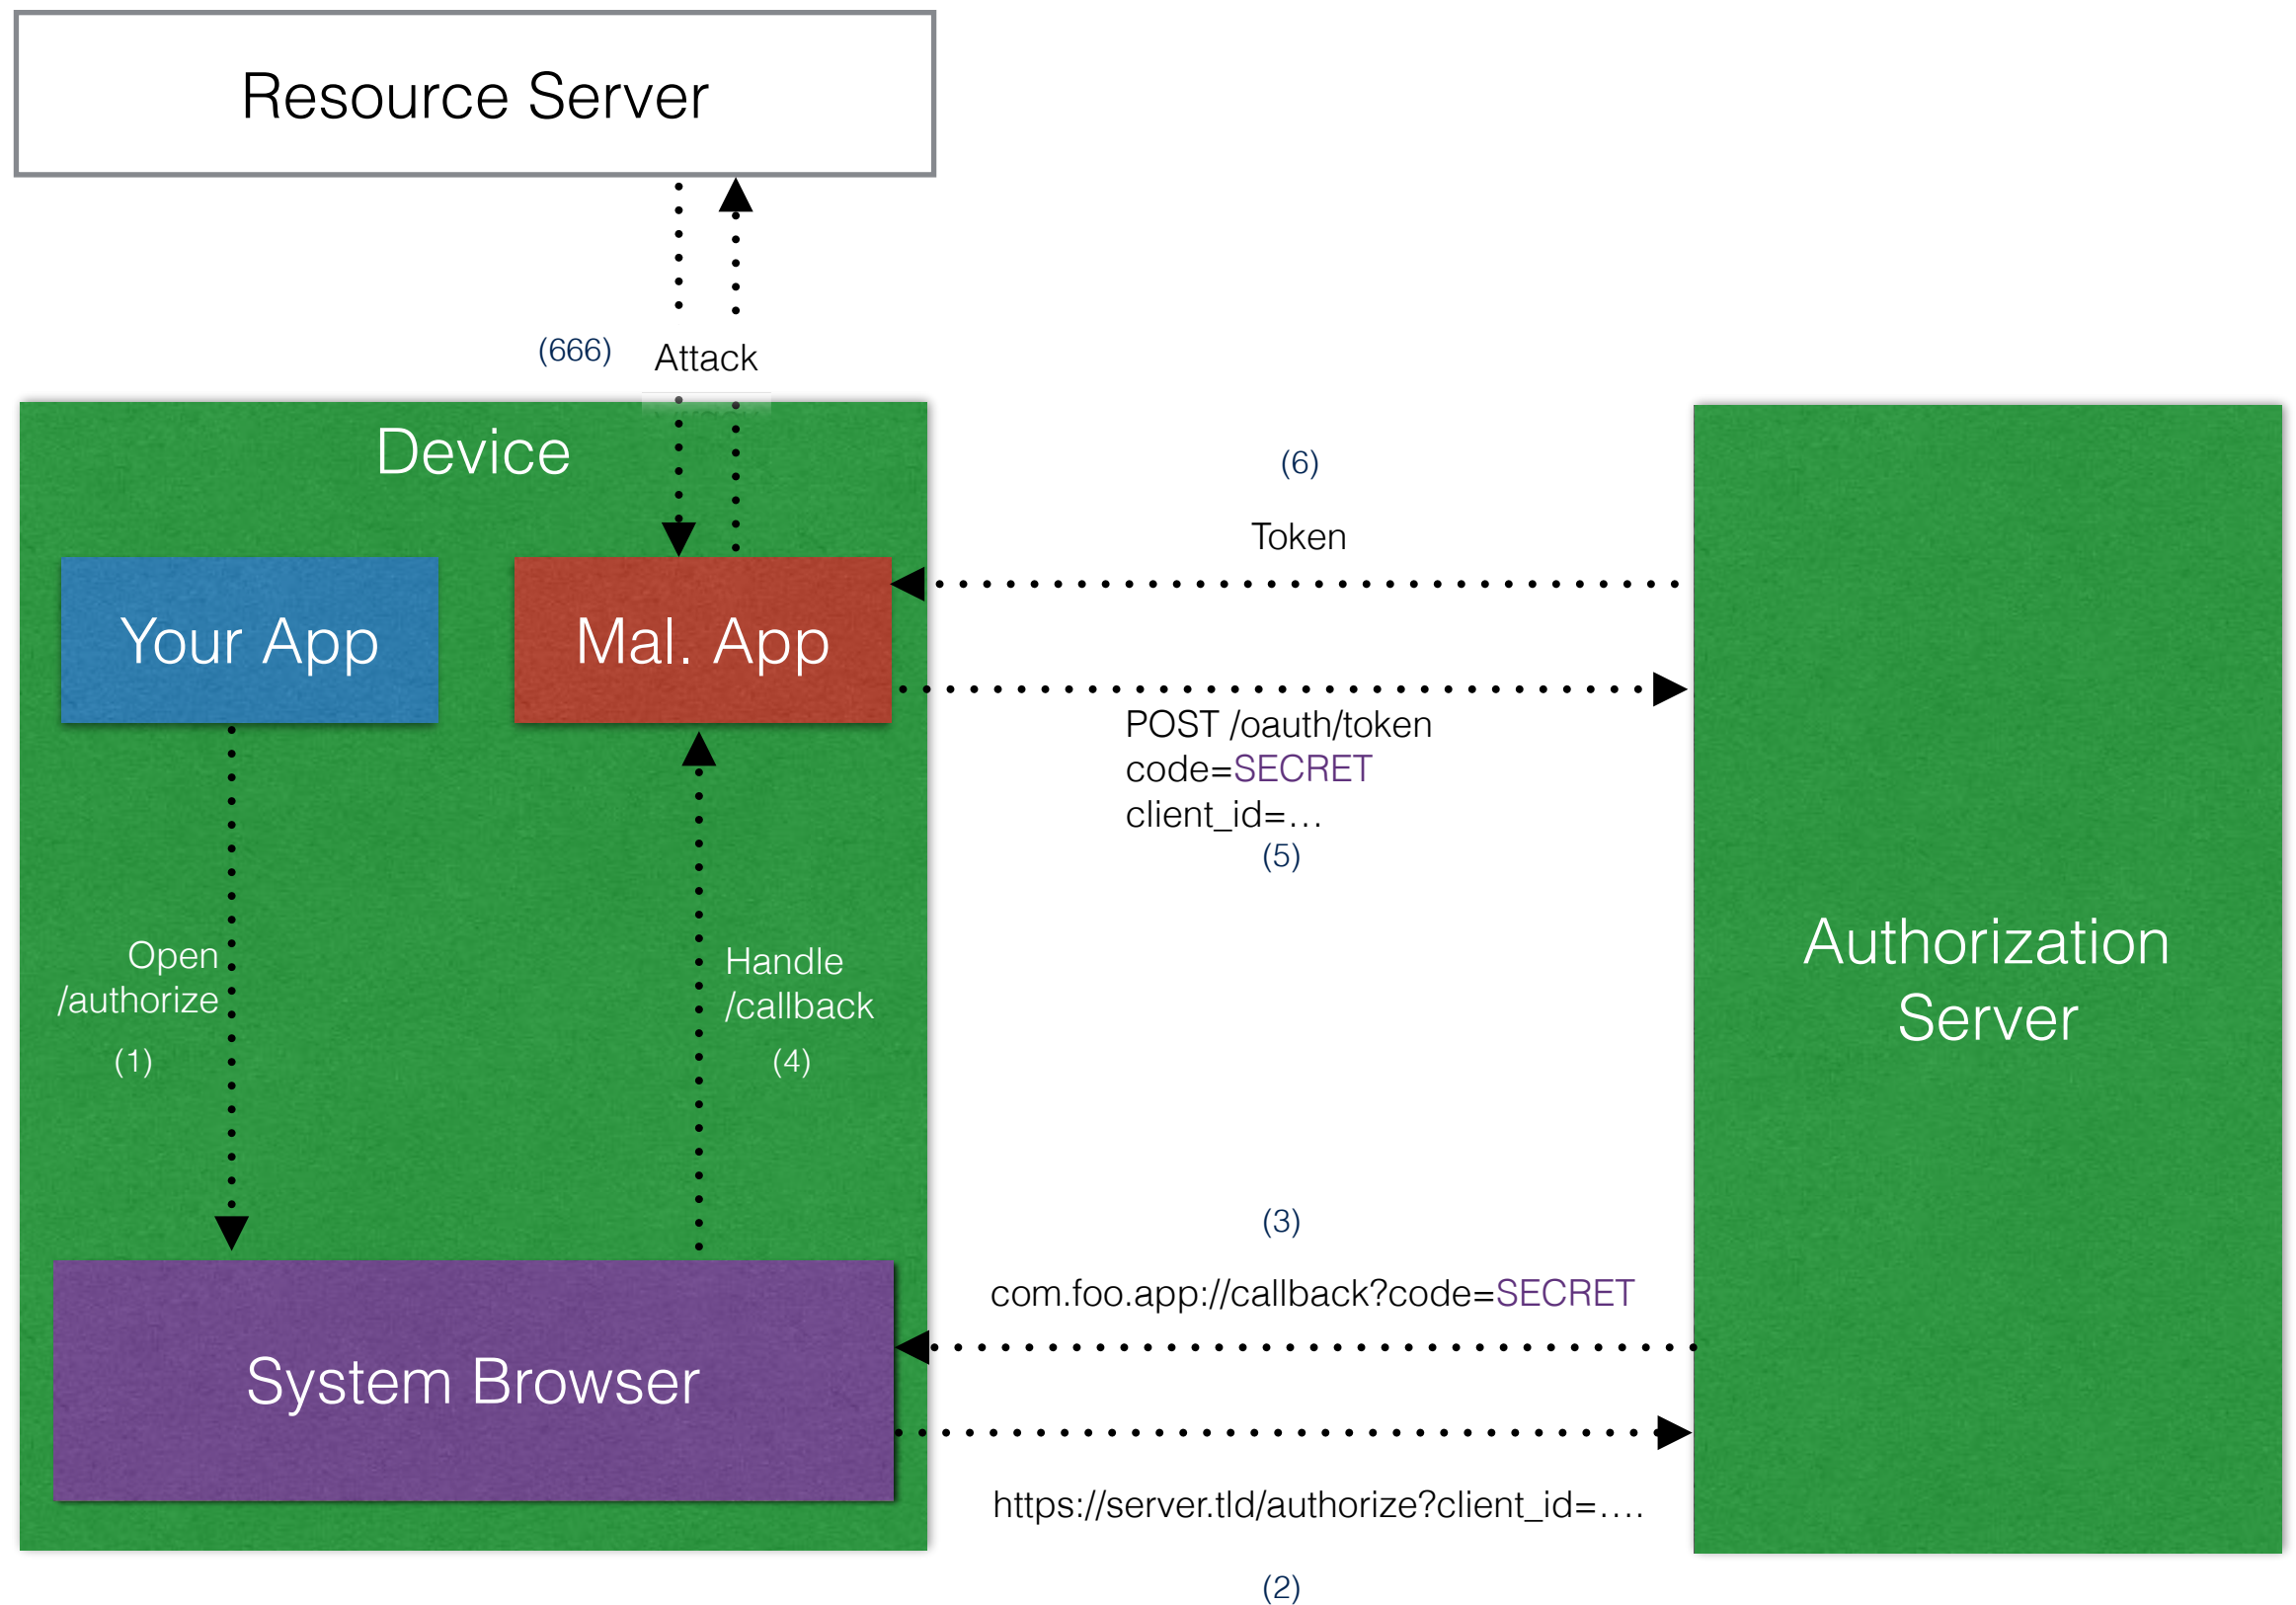 Resource Server
(666)
Attack
Device
(6)
Token
Your App
Mal. App
POST /oauth/token
code=SECRET
client_id=…
(5)
Open
/authorize
(1)
Handle
/callback
(4)
Authorization
Server
(3)
com.foo.app://callback?code=SECRET
System Browser
https://server.tld/authorize?client_id=….
(2)